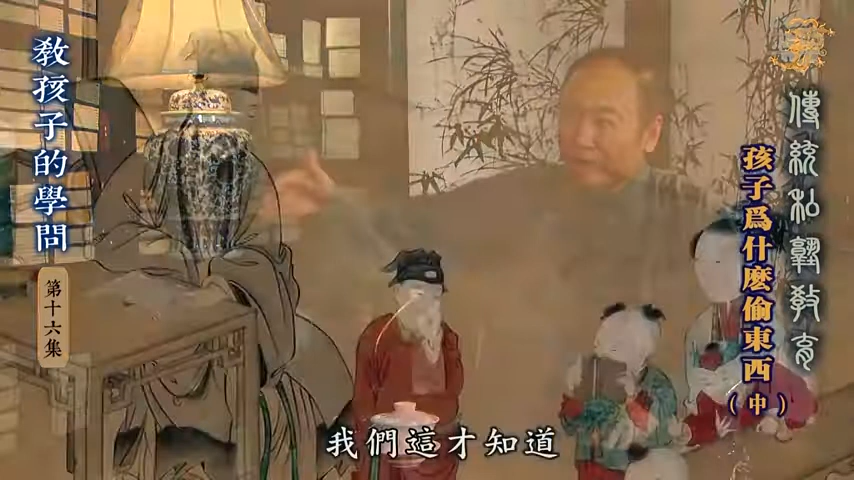 傳統私塾教育
孩子爲什麽偷東西
（中）
教孩子的學問
第十六集
我們這才知道